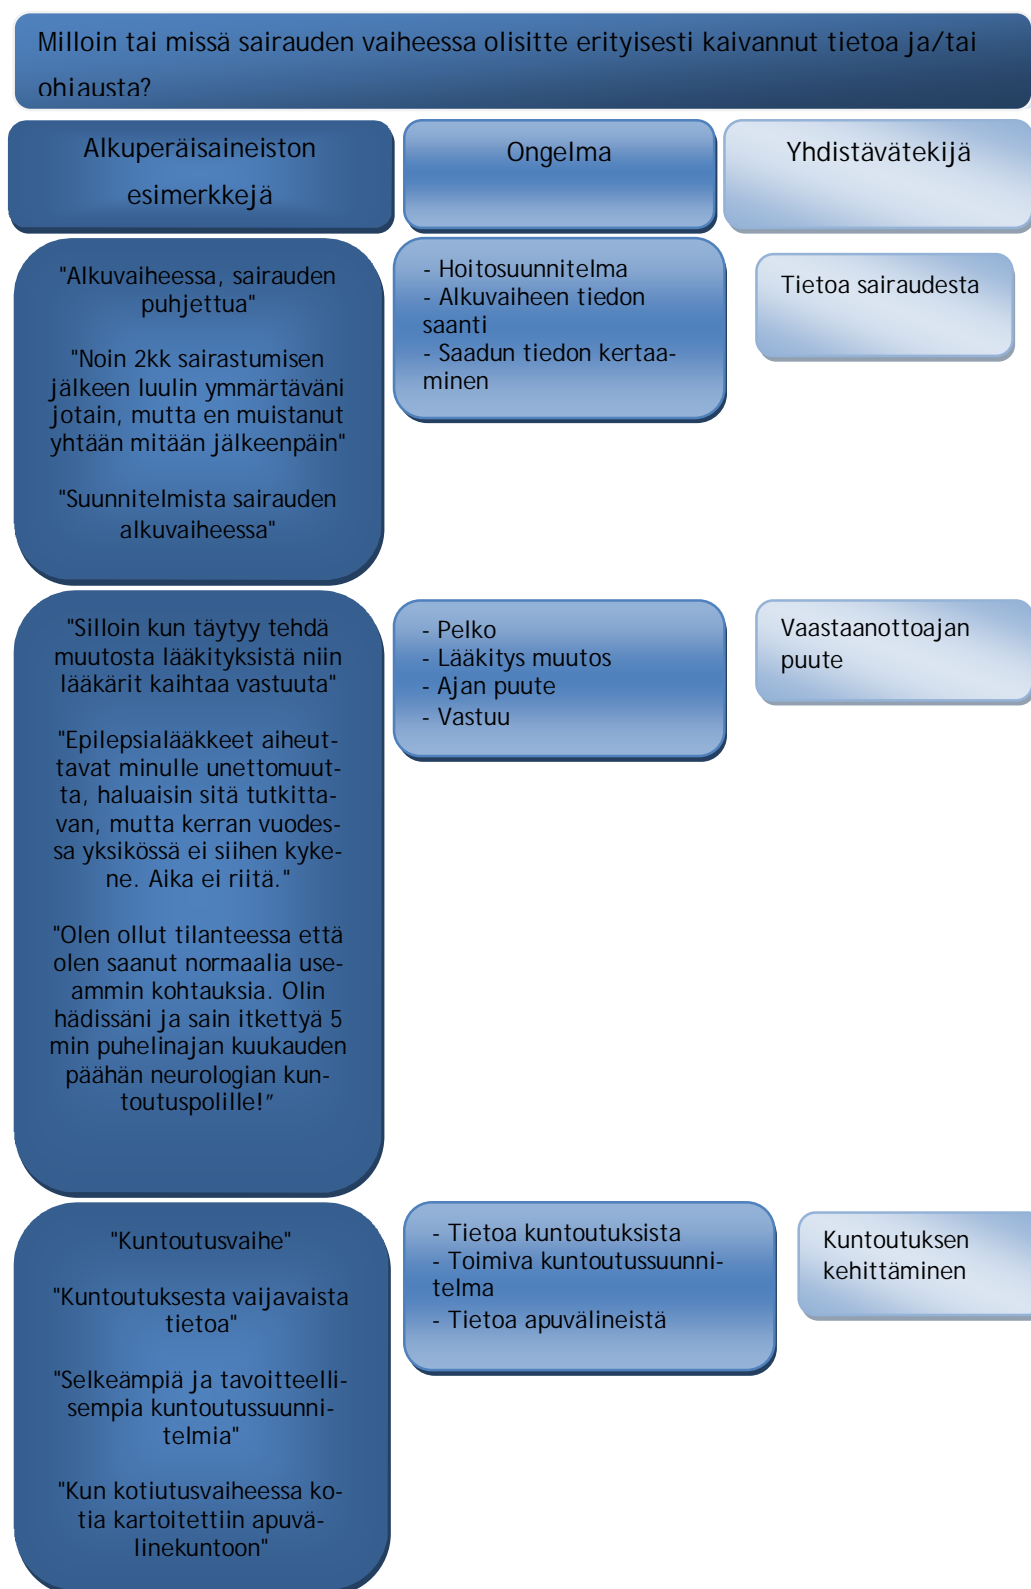 Milloin tai missä sairauden vaiheessa olisitte erityisesti kaivannut tietoa ja/tai
ohjausta?
Alkuperäisaineiston
esimerkkejä
Ongelma
Yhdistävätekijä
"Alkuvaiheessa, sairauden
puhjettua"
"Noin 2kk sairastumisen
jälkeen luulin ymmärtäväni
jotain, mutta en muistanut
yhtään mitään jälkeenpäin"
"Suunnitelmista sairauden
alkuvaiheessa"
- Hoitosuunnitelma
- Alkuvaiheen tiedon
saanti
- Saadun tiedon kertaa-
minen
Tietoa sairaudesta
"Silloin kun täytyy tehdä
muutosta lääkityksistä niin
lääkärit kaihtaa vastuuta"
"Epilepsialääkkeet aiheut-
tavat minulle unettomuut-
ta, haluaisin sitä tutkitta-
van, mutta kerran vuodes-
sa yksikössä ei siihen kyke-
ne. Aika ei riitä."
"Olen ollut tilanteessa että
olen saanut normaalia use-
ammin kohtauksia. Olin
hädissäni ja sain itkettyä 5
min puhelinajan kuukauden
päähän neurologian kun-
toutuspolille!”
- Pelko
- Lääkitys muutos
- Ajan puute
- Vastuu
Vaastaanottoajan
puute
"Kuntoutusvaihe"
"Kuntoutuksesta vaijavaista
tietoa"
"Selkeämpiä ja tavoitteelli-
sempia kuntoutussuunni-
telmia"
"Kun kotiutusvaiheessa ko-
tia kartoitettiin apuvä-
linekuntoon"
- Tietoa kuntoutuksista
- Toimiva kuntoutussuunni-
telma
- Tietoa apuvälineistä
Kuntoutuksen
kehittäminen